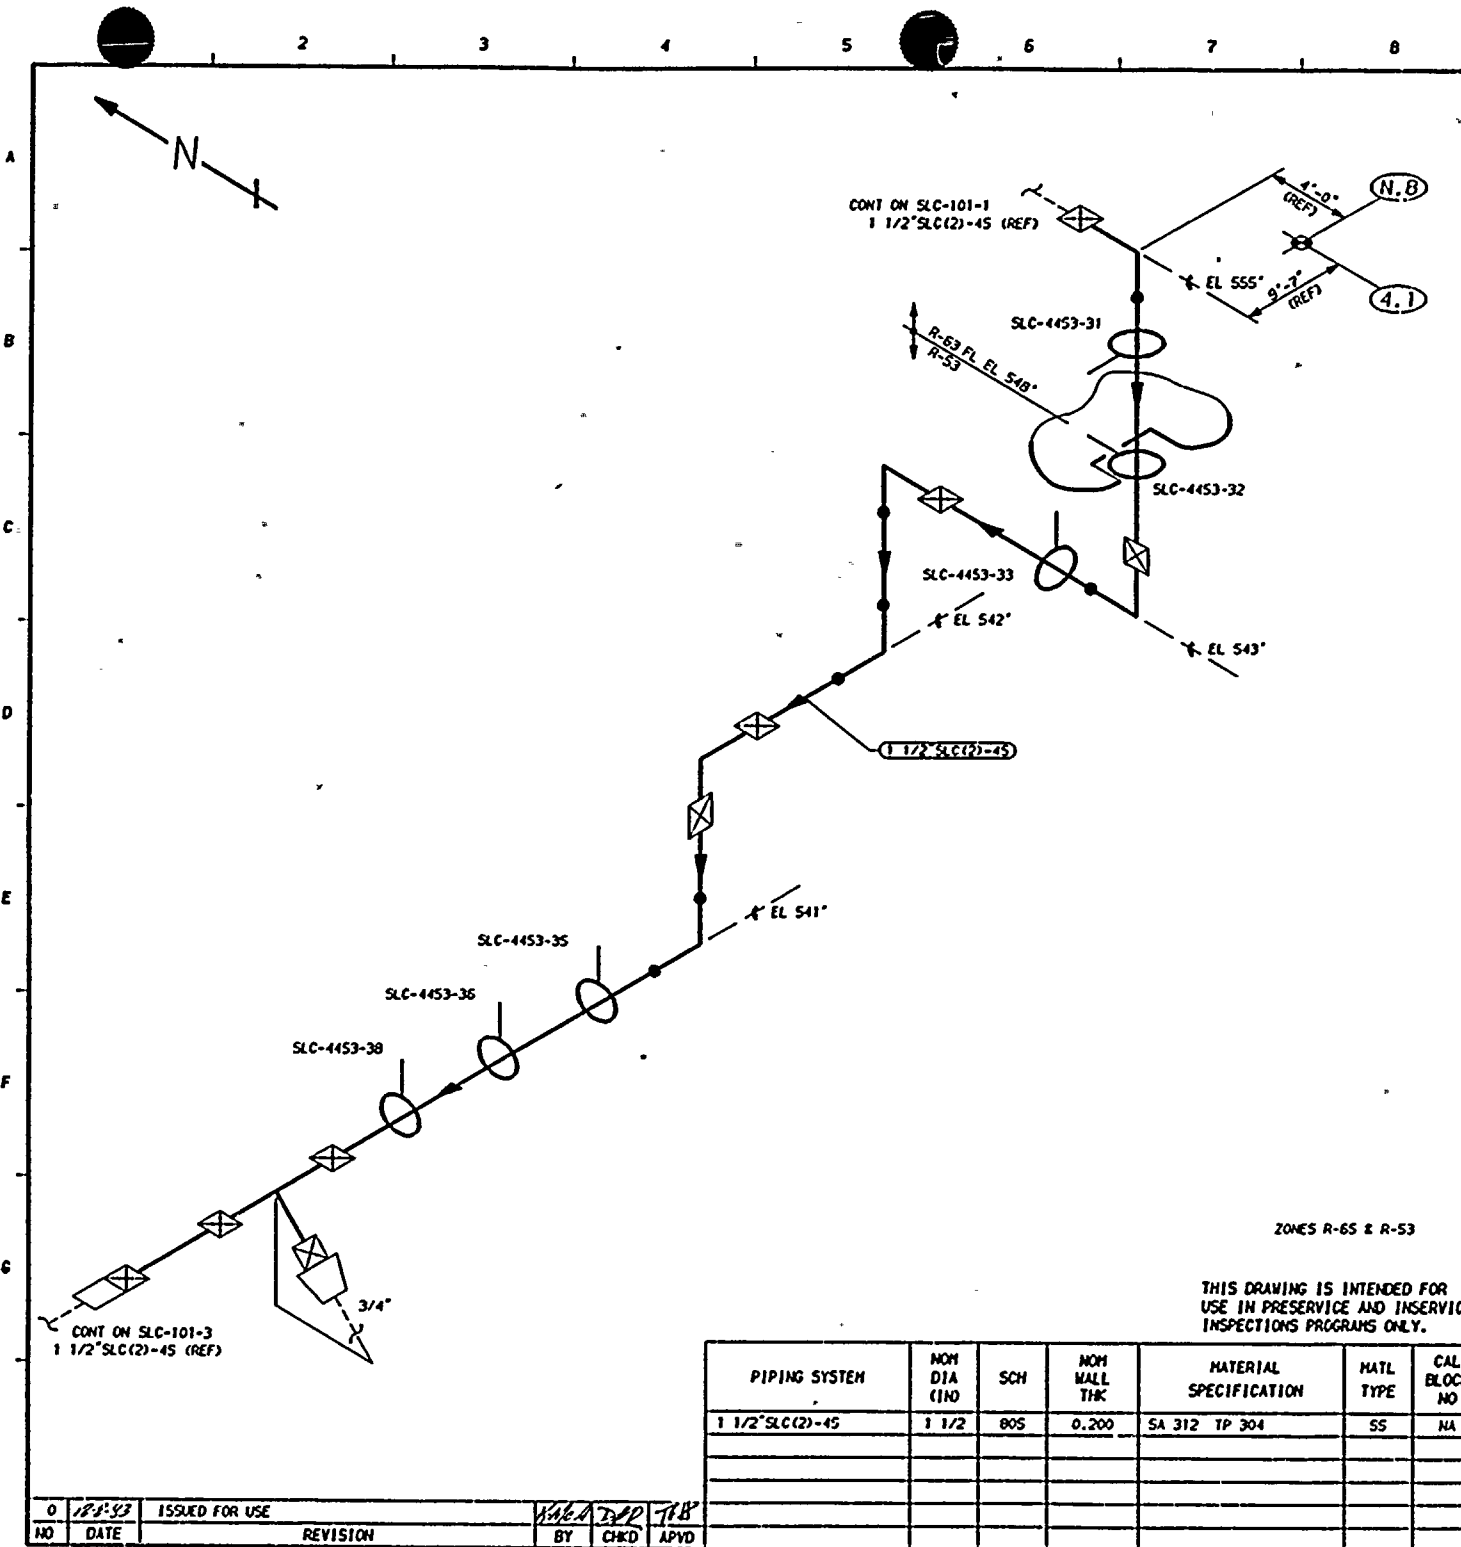 2 3 4 5 6 7 8
A
B
C
D
E
F
G
N
CONT ON SLC-101-1
1 1/2"SLC(2)-4S (REF)
4'-0"
(REF)
N.8
EL 555'
9'-7"
(REF)
4.1
SLC-4453-31
R-63 FL EL 548'
R-53
SLC-4453-32
SLC-4453-33
EL 542'
EL 543'
1 1/2"SLC(2)-4S
EL 541'
SLC-4453-35
SLC-4453-36
SLC-4453-38
3/4"
CONT ON SLC-101-3
1 1/2"SLC(2)-4S (REF)
ZONES R-65 & R-53
THIS DRAWING IS INTENDED FOR
USE IN PRESERVICE AND INSERVIC
INSPECTIONS PROGRAMS ONLY.
PIPING SYSTEM
NOM
DIA
(IN)
SCH
NOM
WALL
THK
MATERIAL
SPECIFICATION
MATL
TYPE
CAL
BLOC
NO
1 1/2"SLC(2)-4S 1 1/2 80S 0.200 SA 312 TP 304 SS NA
0 ISSUED FOR USE
NO DATE REVISION BY CHKD APVD